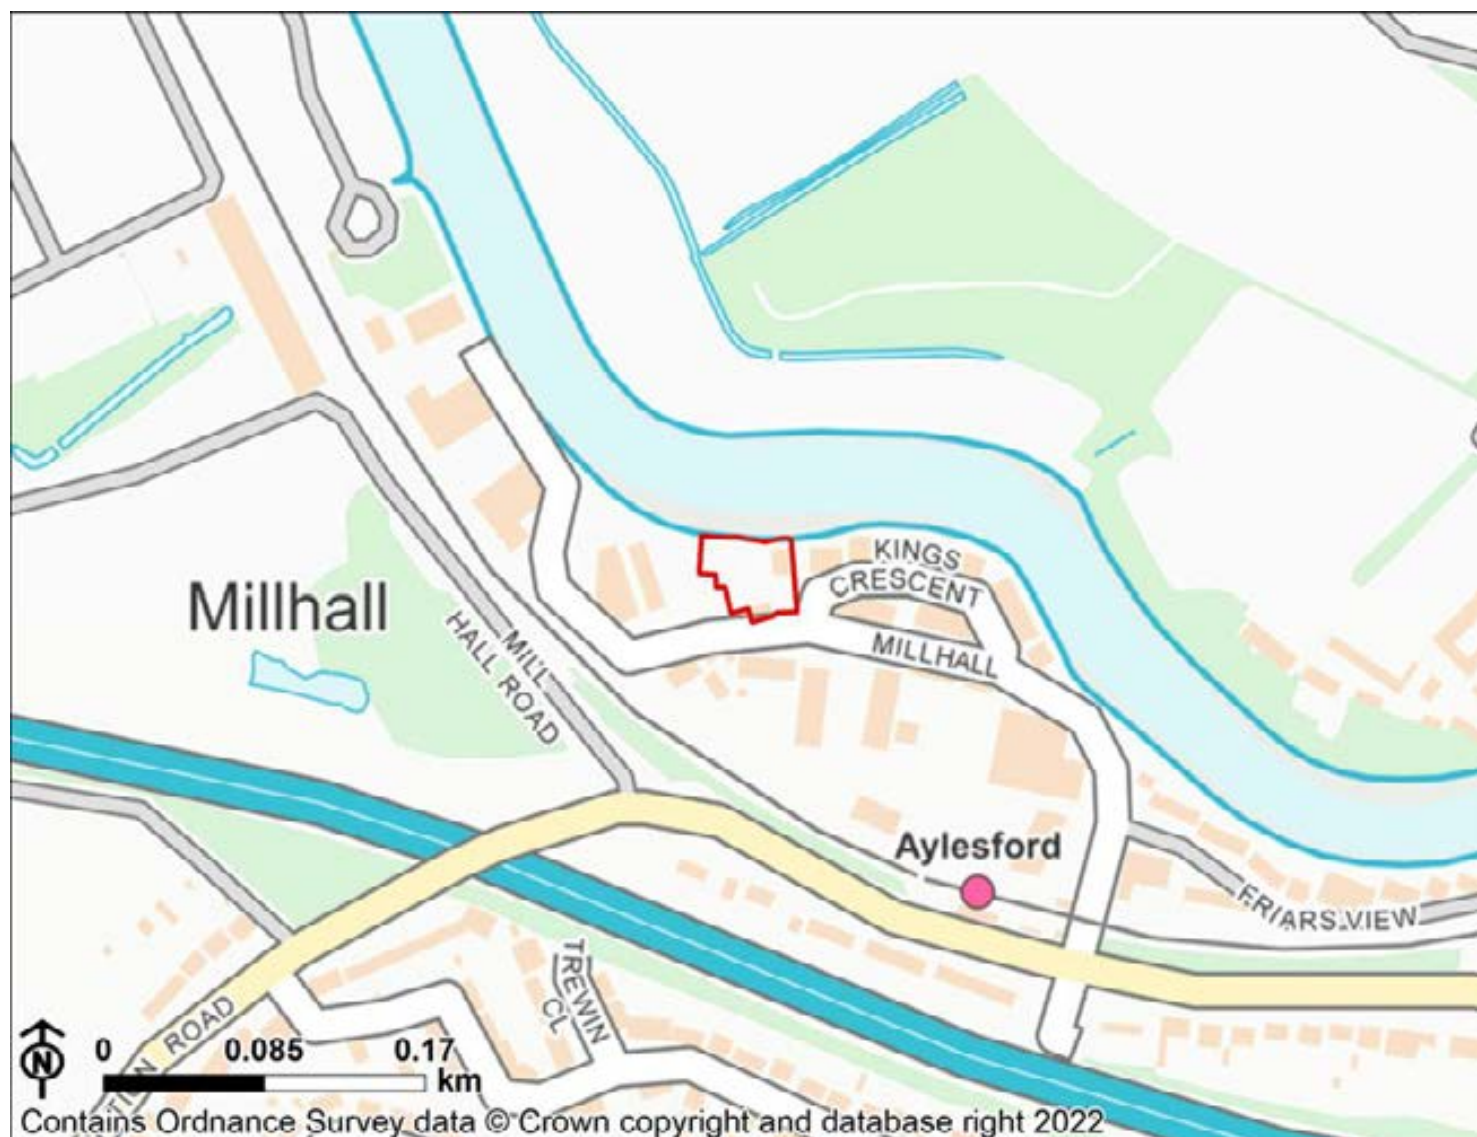 KINGS
CRESCENT
Millhall
MILL
HALL ROAD
MILLHALL
Aylesford
FRIARS VIEW
TREWIN
CL
ROAD
N
0 0.085 0.17
km
Contains Ordnance Survey data © Crown copyright and database right 2022